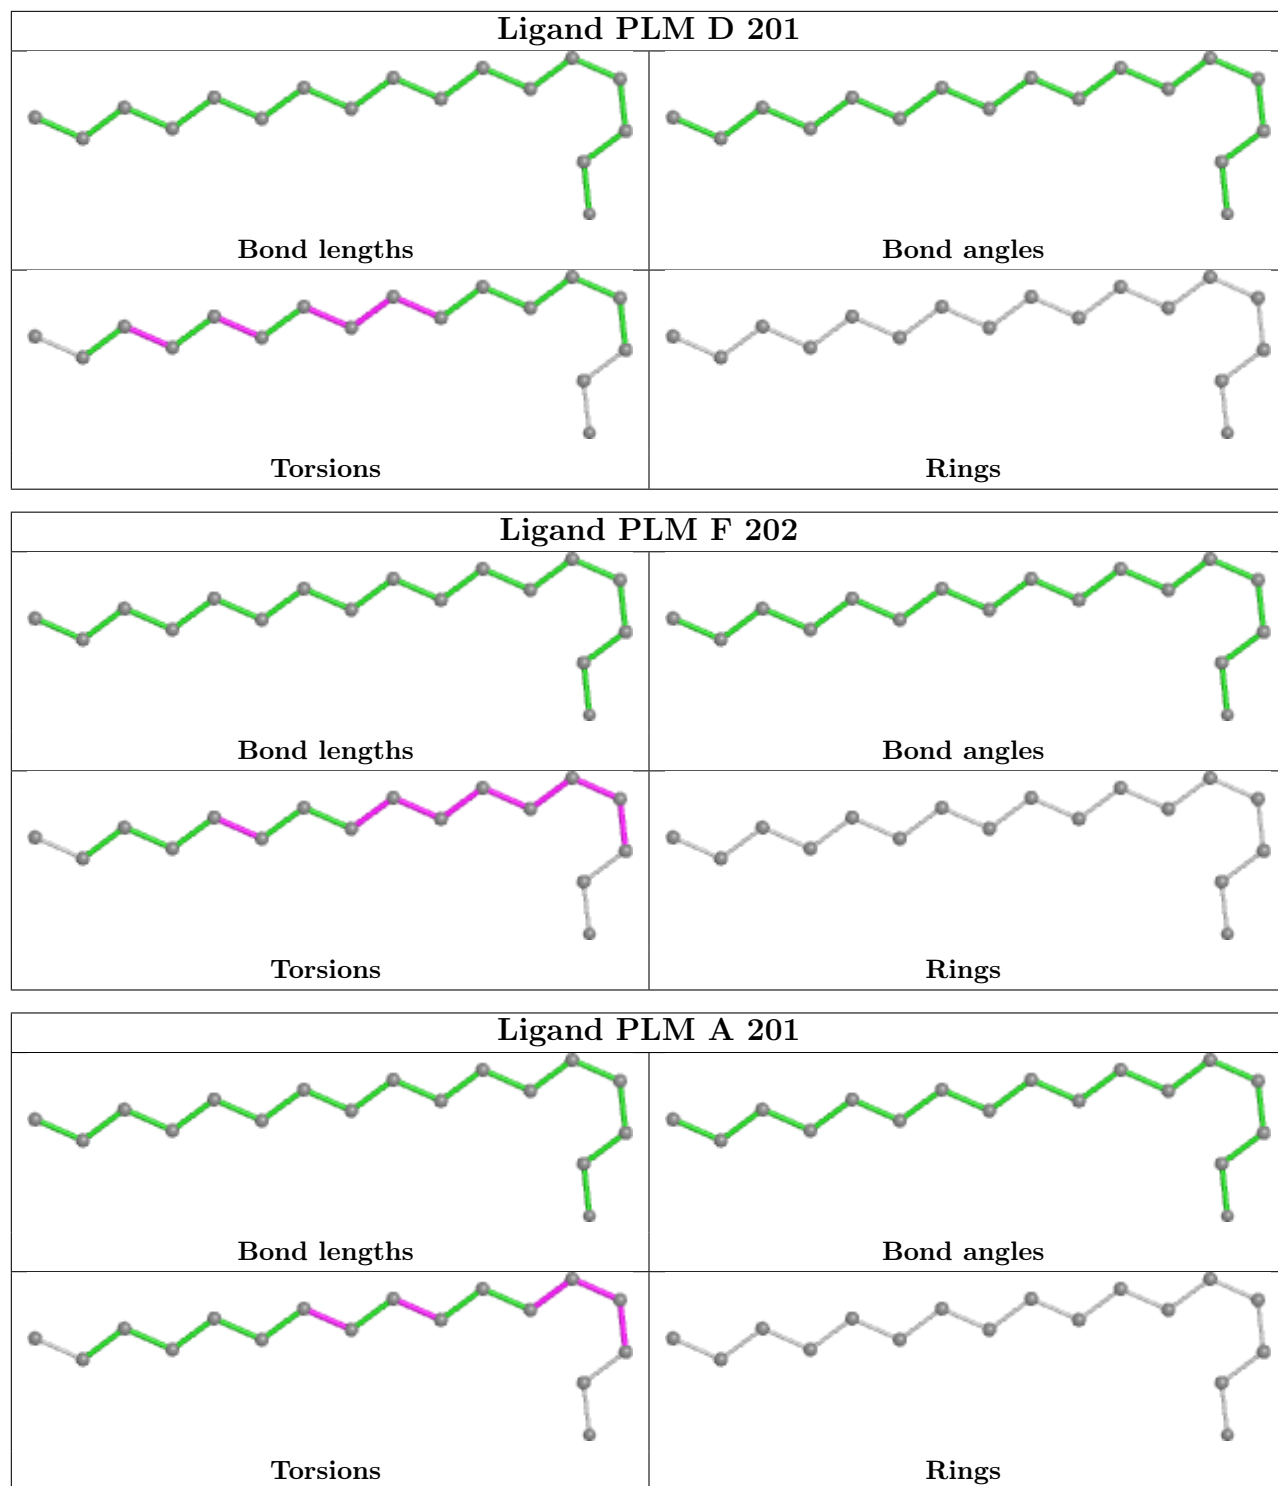 Ligand PLM D 201
Bond lengths
Bond angles
Torsions
Rings
Ligand PLM F 202
Bond lengths
Bond angles
Torsions
Rings
Ligand PLM A 201
Bond lengths
Bond angles
Torsions
Rings